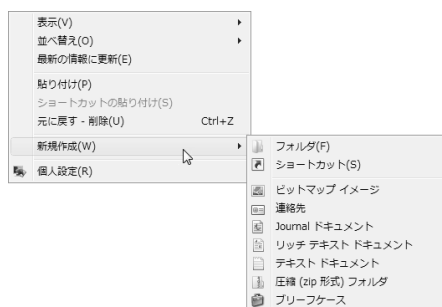 表示(V)
並べ替え(O)
最新の情報に更新(E)
貼り付け(P)
ショートカットの貼り付け(S)
元に戻す - 削除(U) Ctrl+Z
新規作成(W)
個人設定(R)
フォルダ(F)
ショートカット(S)
ビットマップ イメージ
連絡先
Journal ドキュメント
リッチ テキスト ドキュメント
テキスト ドキュメント
圧縮 (zip 形式) フォルダ
ブリーフケース